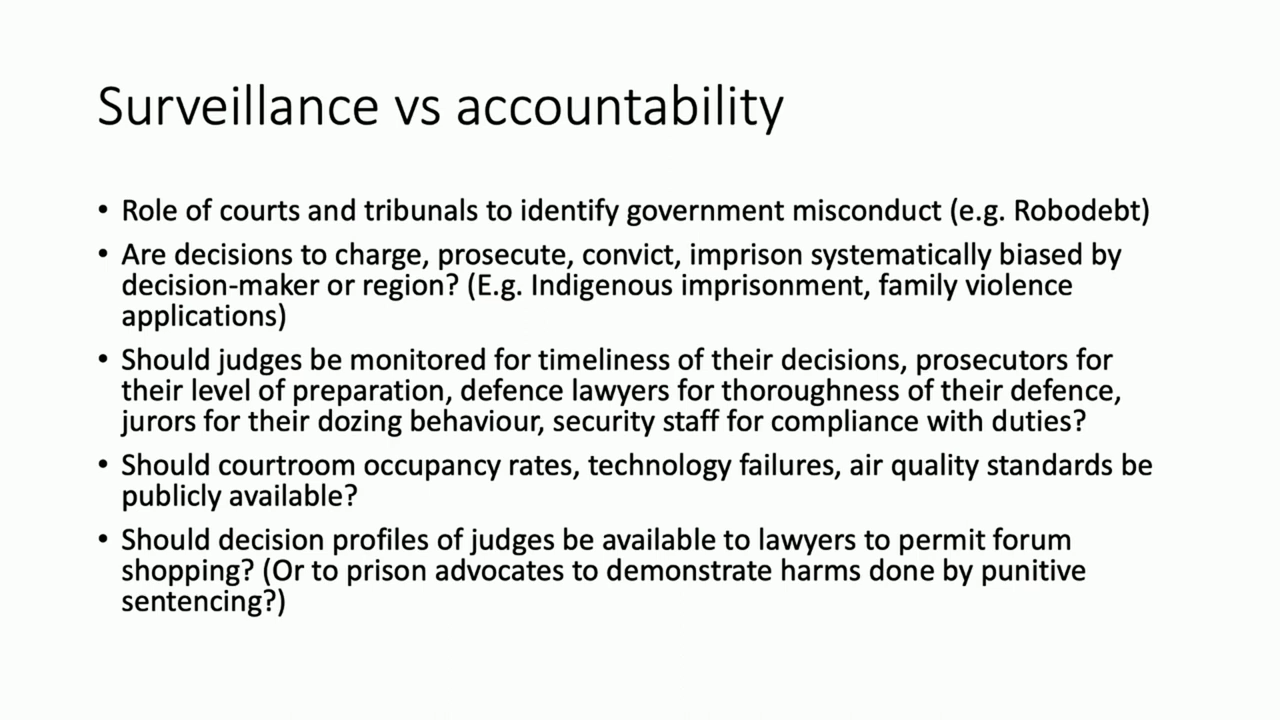 Surveillance vs accountability
• Role of courts and tribunals to identify government misconduct (e.g. Robodebt)
• Are decisions to charge, prosecute, convict, imprison systematically biased by
decision-maker or region? (E.g. Indigenous imprisonment, family violence
applications)
• Should judges be monitored for timeliness of their decisions, prosecutors for
their level of preparation, defence lawyers for thoroughness of their defence,
jurors for their dozing behaviour, security staff for compliance with duties?
• Should courtroom occupancy rates, technology failures, air quality standards be
publicly available?
• Should decision profiles of judges be available to lawyers to permit forum
shopping? (Or to prison advocates to demonstrate harms done by punitive
sentencing?)